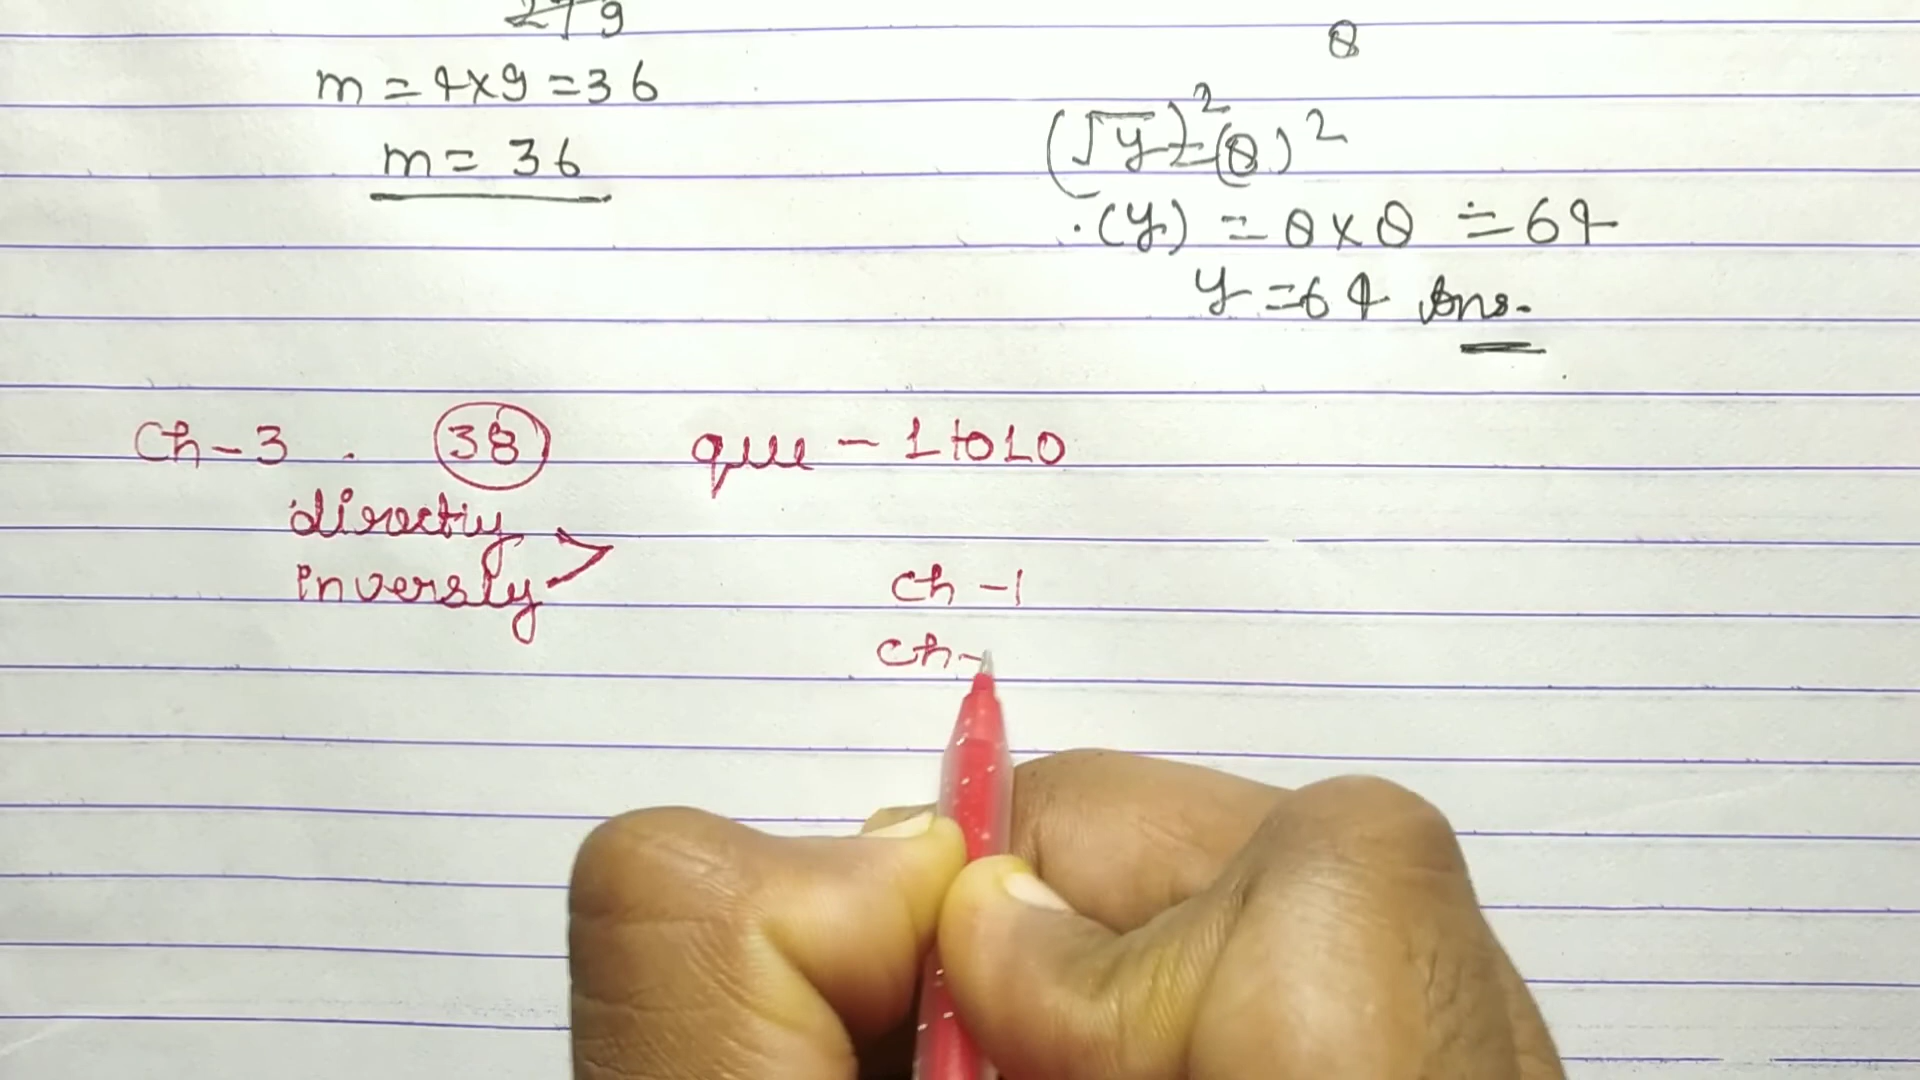 9
m = 4x9 = 36
m = 36
8
(√y)² = (8)²
(y) = 8 x 8 = 64
y = 64 Ans.
Ch-3. 38 que - 1 to 10
directly
inversly >
Ch-1
Ch-